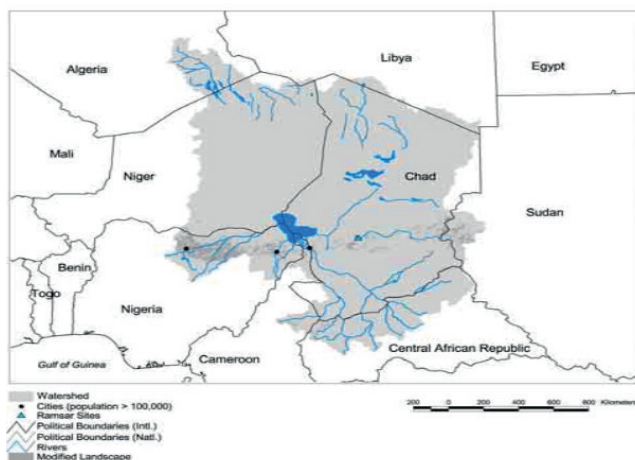 Algeria
Libya
Egypt
Mali
Niger
Chad
Sudan
Benin
Togo
Nigeria
Gulf of Guinea
Cameroon
Central African Republic
Watershed
Cities (population > 100,000)
Ramsar Sites
Political Boundaries (Intl.)
Political Boundaries (Natl.)
Rivers
Modified Landscape
200 0 200 400 600 800 Kilometers